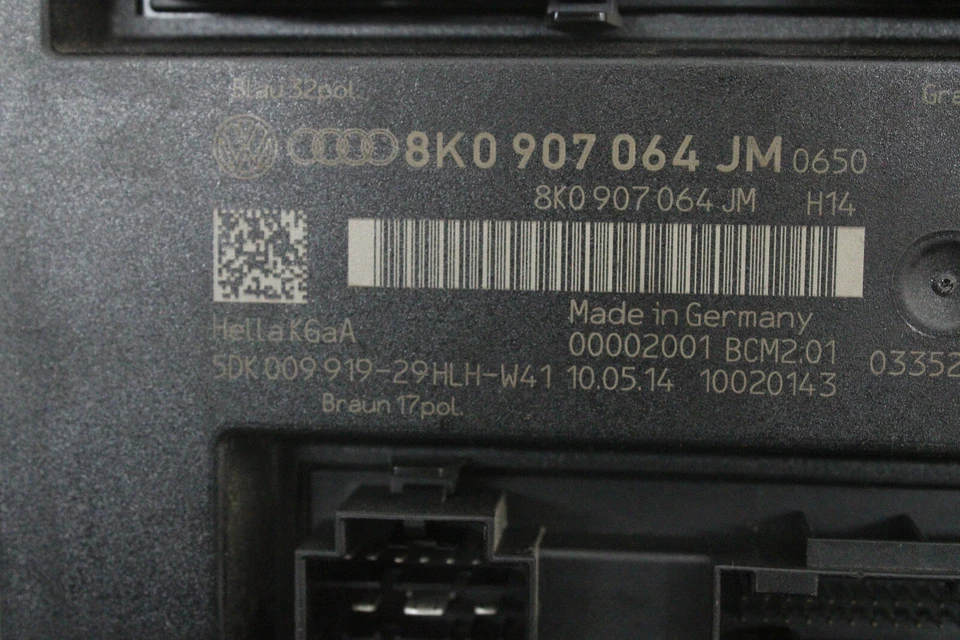 Blau 32pol.
8K0 907 064 JM 0650
8K0 907 064 JM H14
Made in Germany
Hella KGaA
00002001 BCM2.01
5DK 009 919-29 HLH-W41 10.05.14 10020143
Braun 17pol.